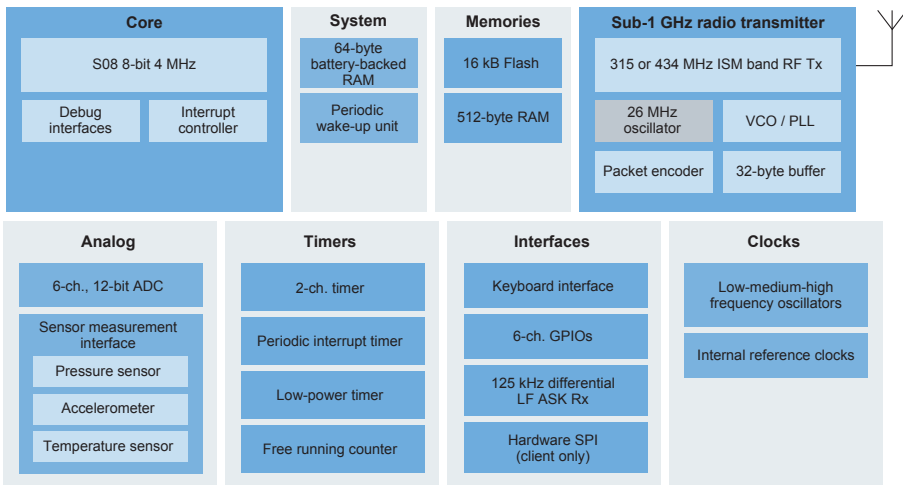 Core
S08 8-bit 4 MHz
Debug
interfaces
Interrupt
controller
System
64-byte
battery-backed
RAM
Periodic
wake-up unit
Memories
16 kB Flash
512-byte RAM
Sub-1 GHz radio transmitter
315 or 434 MHz ISM band RF Tx
26 MHz
oscillator
VCO / PLL
Packet encoder
32-byte buffer
Analog
6-ch., 12-bit ADC
Sensor measurement
interface
Pressure sensor
Accelerometer
Temperature sensor
Timers
2-ch. timer
Periodic interrupt timer
Low-power timer
Free running counter
Interfaces
Keyboard interface
6-ch. GPIOs
125 kHz differential
LF ASK Rx
Hardware SPI
(client only)
Clocks
Low-medium-high
frequency oscillators
Internal reference clocks